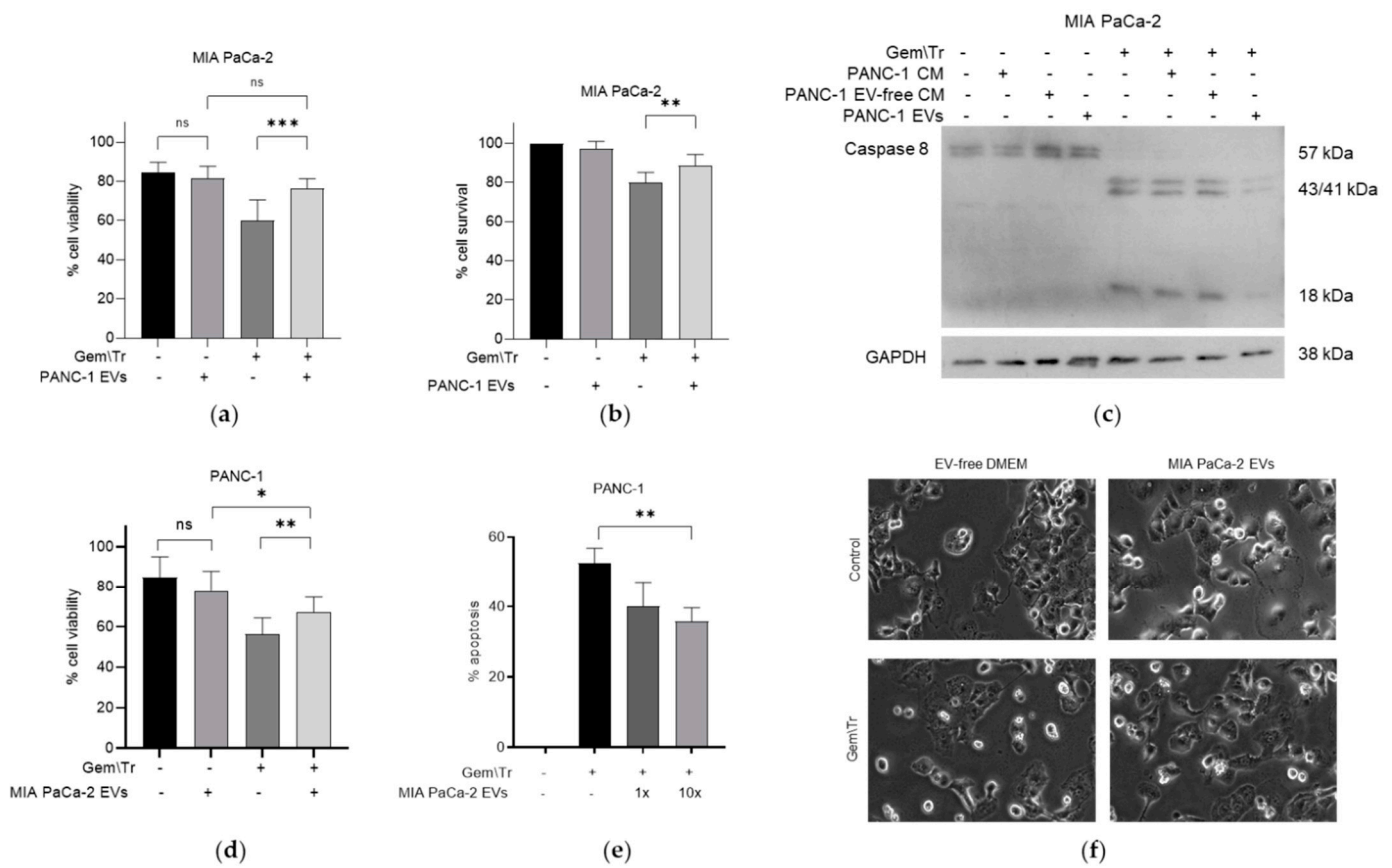 MIA PaCa-2
ns
ns ***
% cell viability
100
80
60
40
20
0
Gem\Tr - - + +
PANC-1 EVs - + - +
(a)
MIA PaCa-2
**
% cell survival
100
80
60
40
20
0
Gem\Tr - - + +
PANC-1 EVs - + - +
(b)
MIA PaCa-2
Gem\Tr - - - - + + + +
PANC-1 CM - + - - - + - -
PANC-1 EV-free CM - - + - - - + -
PANC-1 EVs - - - + - - - +
Caspase 8 57 kDa
43/41 kDa
18 kDa
GAPDH 38 kDa
(c)
PANC-1
*
ns **
% cell viability
100
80
60
40
20
0
Gem\Tr - - + +
MIA PaCa-2 EVs - + - +
(d)
PANC-1
**
% apoptosis
60
40
20
0
Gem\Tr - + + +
MIA PaCa-2 EVs - - 1x 10x
(e)
EV-free DMEM MIA PaCa-2 EVs
Control
Gem\Tr
(f)